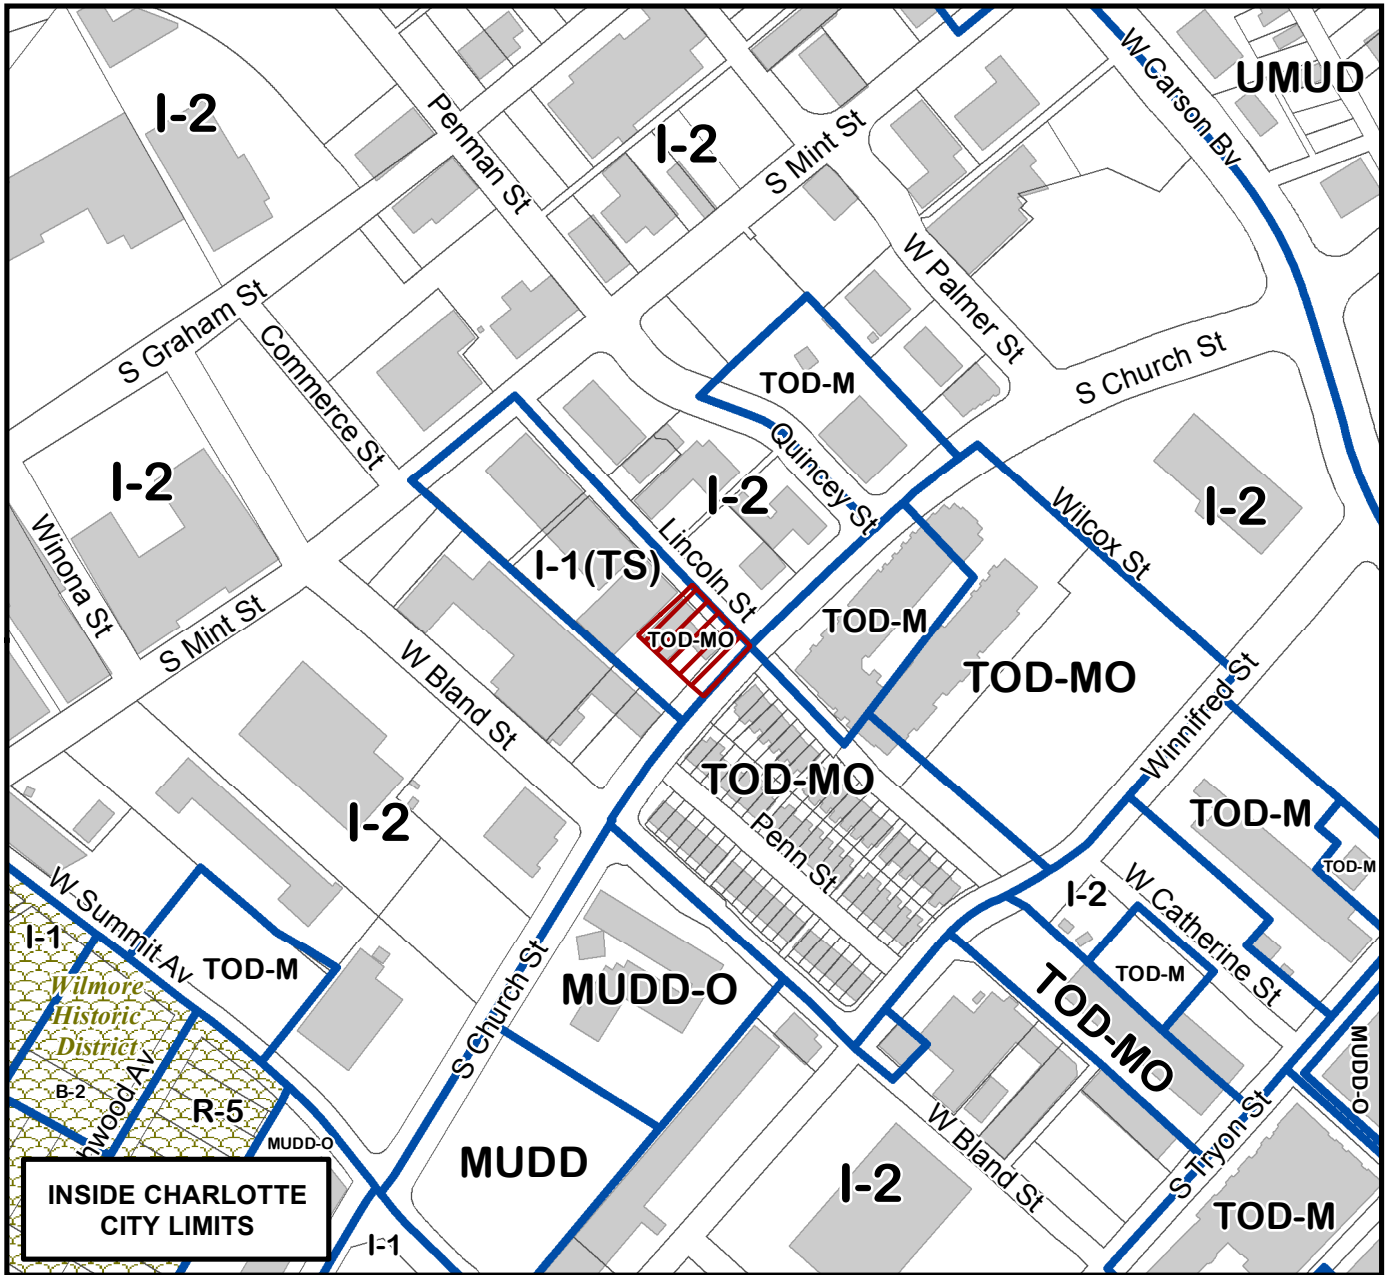 W Carson Bv
UMUD
I-2
Penman St
I-2
S Mint St
W Palmer St
S Graham St
Commerce St
S Church St
TOD-M
Quincey St
I-2
I-2
I-2
Wilcox St
Winona St
Lincoln St
I-1(TS)
TOD-MO
TOD-M
S Mint St
W Bland St
TOD-MO
Winnifred St
TOD-MO
Penn St
I-2
TOD-M
TOD-M
W Catherine St
I-2
W Summit Av
I-1
TOD-M
TOD-M
Wilmore
Historic
District
MUDD-O
TOD-MO
S Church St
MUDD-O
B-2
hwood Av
R-5
MUDD-O
W Bland St
S Tryon St
MUDD
I-2
TOD-M
I-1
INSIDE CHARLOTTE
CITY LIMITS